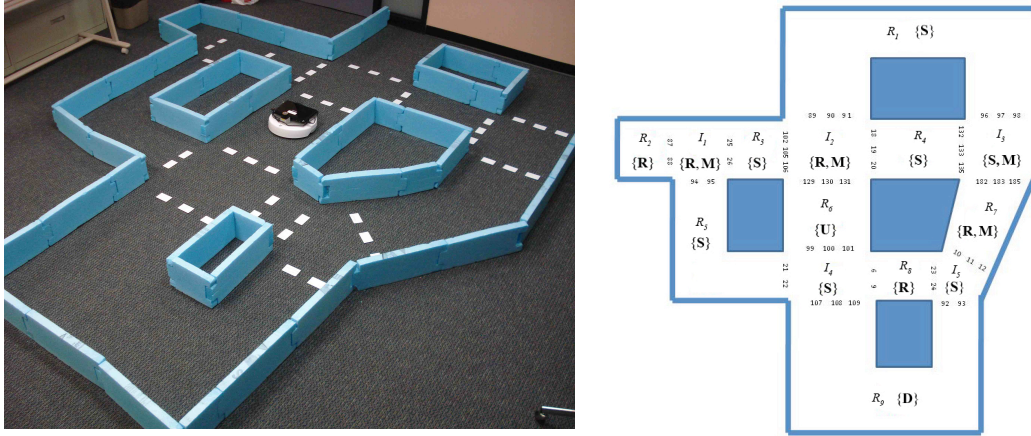 R1 {S}
89 90 91
96 97 98
R2 {R}
87 88
I1 {R, M}
25 26
R3 {S}
102 105 106
I2 {R, M}
18 19 20
R4 {S}
132 133 135
I3 {S, M}
94 95
129 130 131
182 183 185
R5 {S}
R6 {U}
R7 {R, M}
99 100 101
10 11 12
21 22
I4 {S}
6 9
R8 {R}
23 24
I5 {S}
107 108 109
92 93
R9 {D}